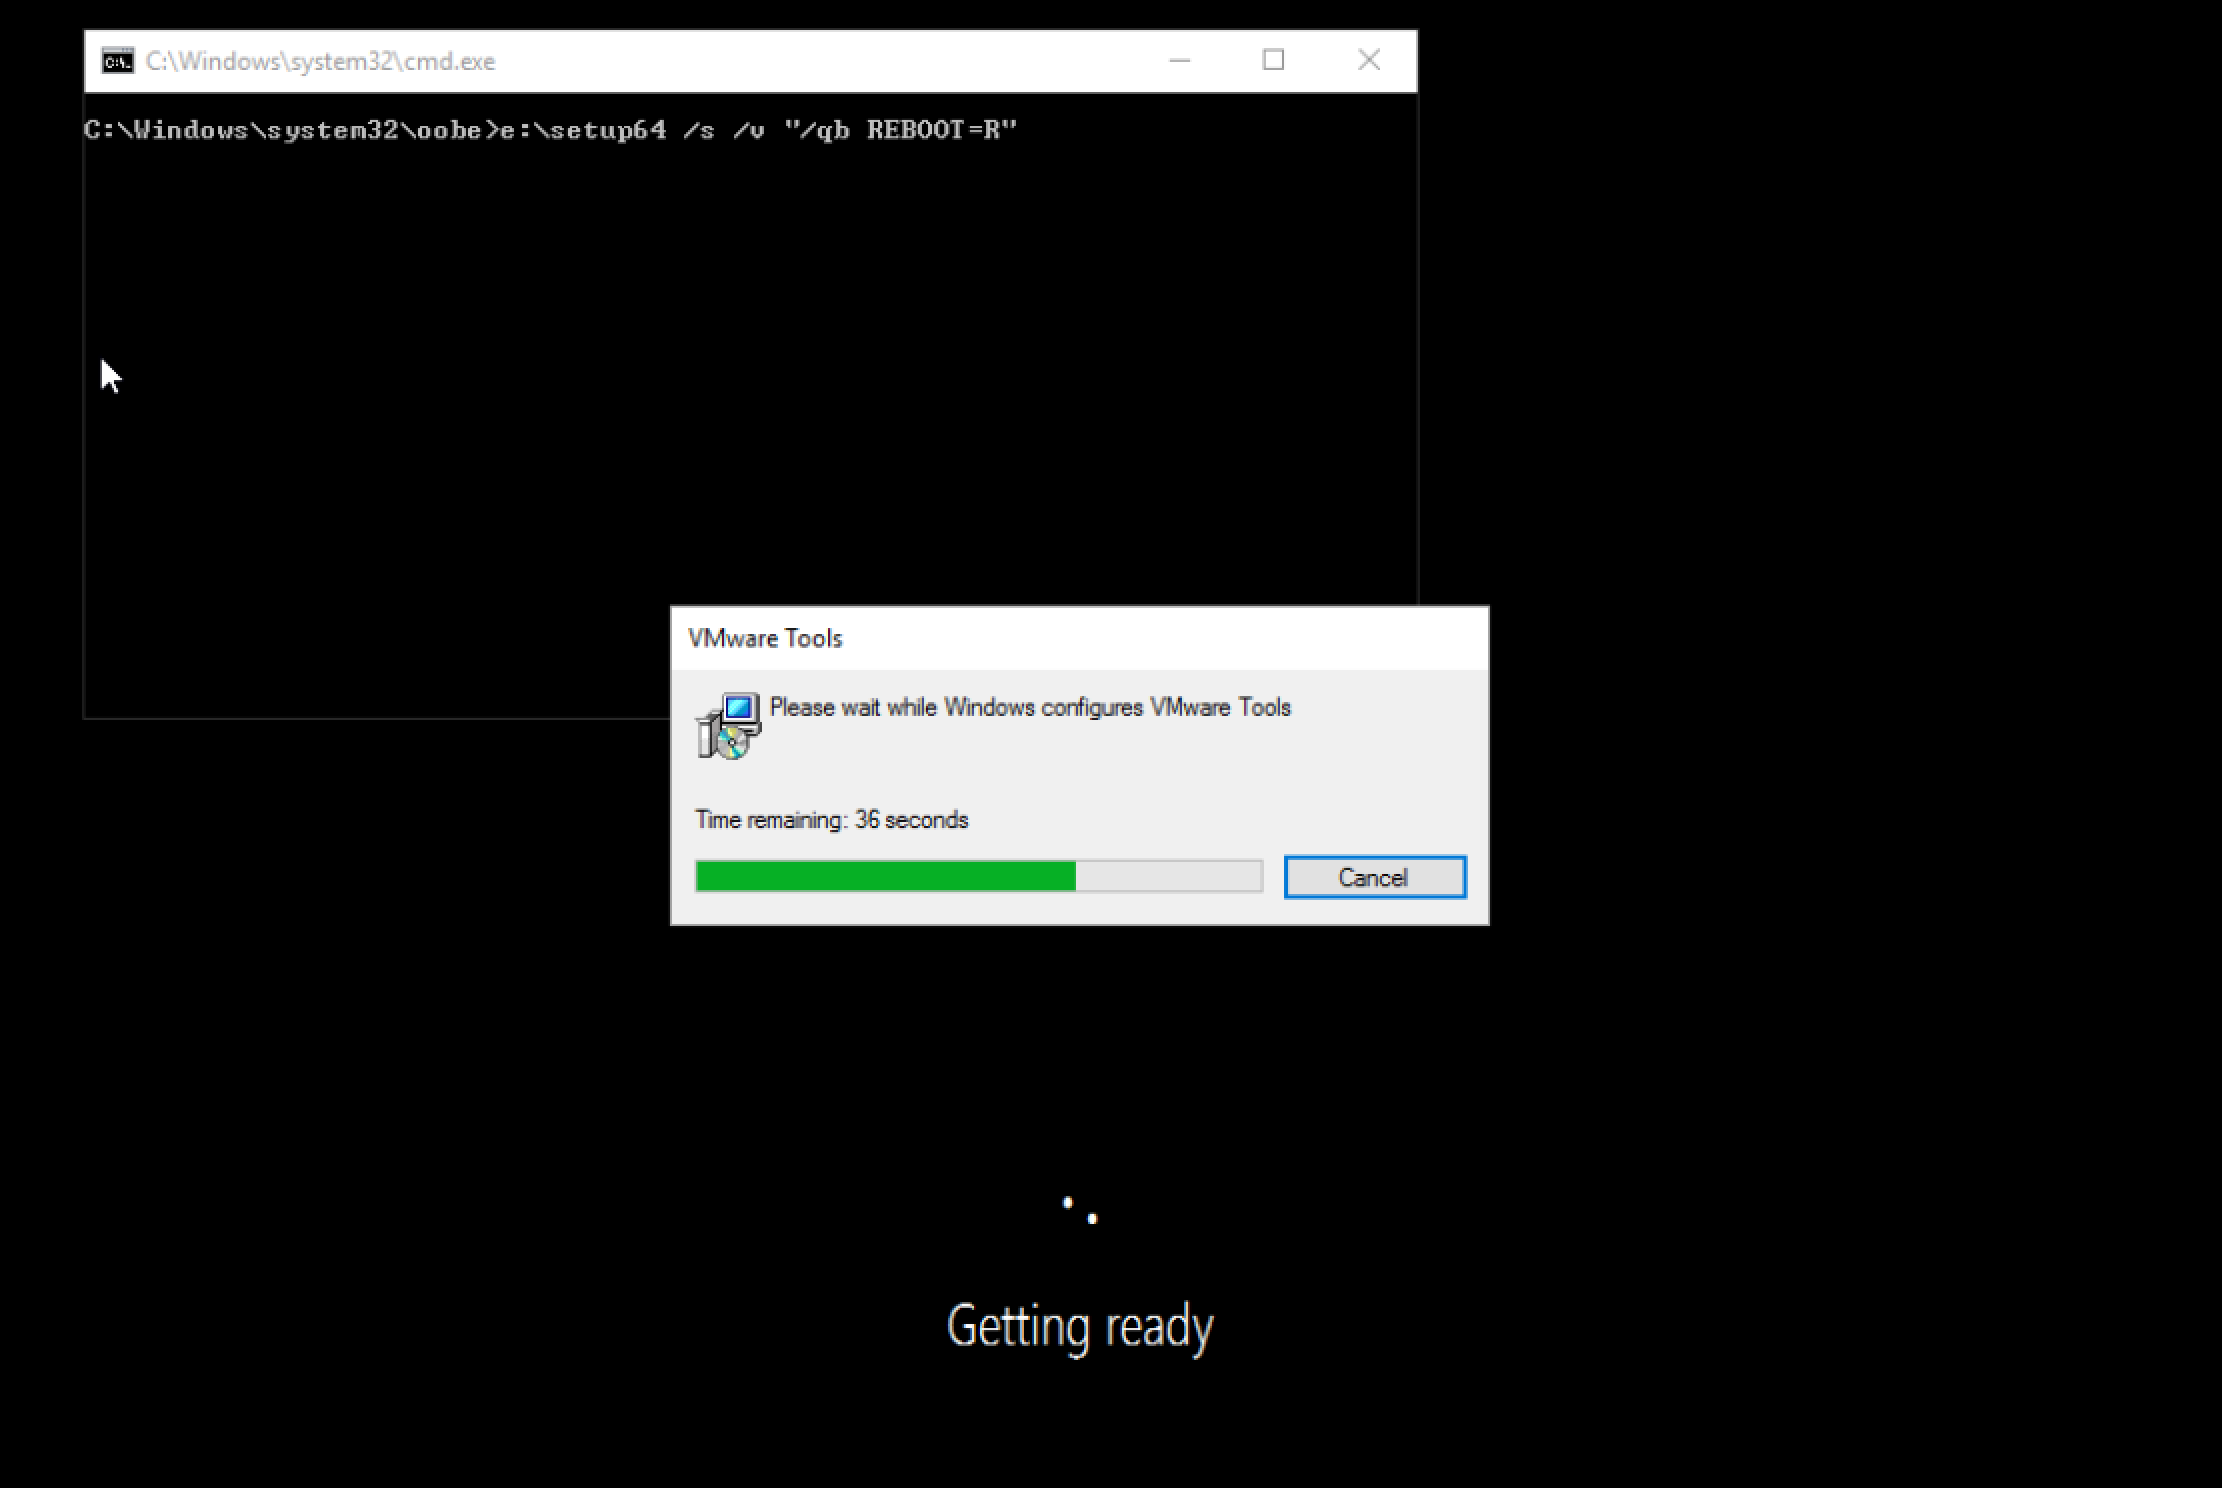 C:\Windows\system32\cmd.exe
C:\Windows\system32\oobe>e:\setup64 /s /v "/qb REBOOT=R"
VMware Tools
Please wait while Windows configures VMware Tools
Time remaining: 36 seconds
Cancel
Getting ready